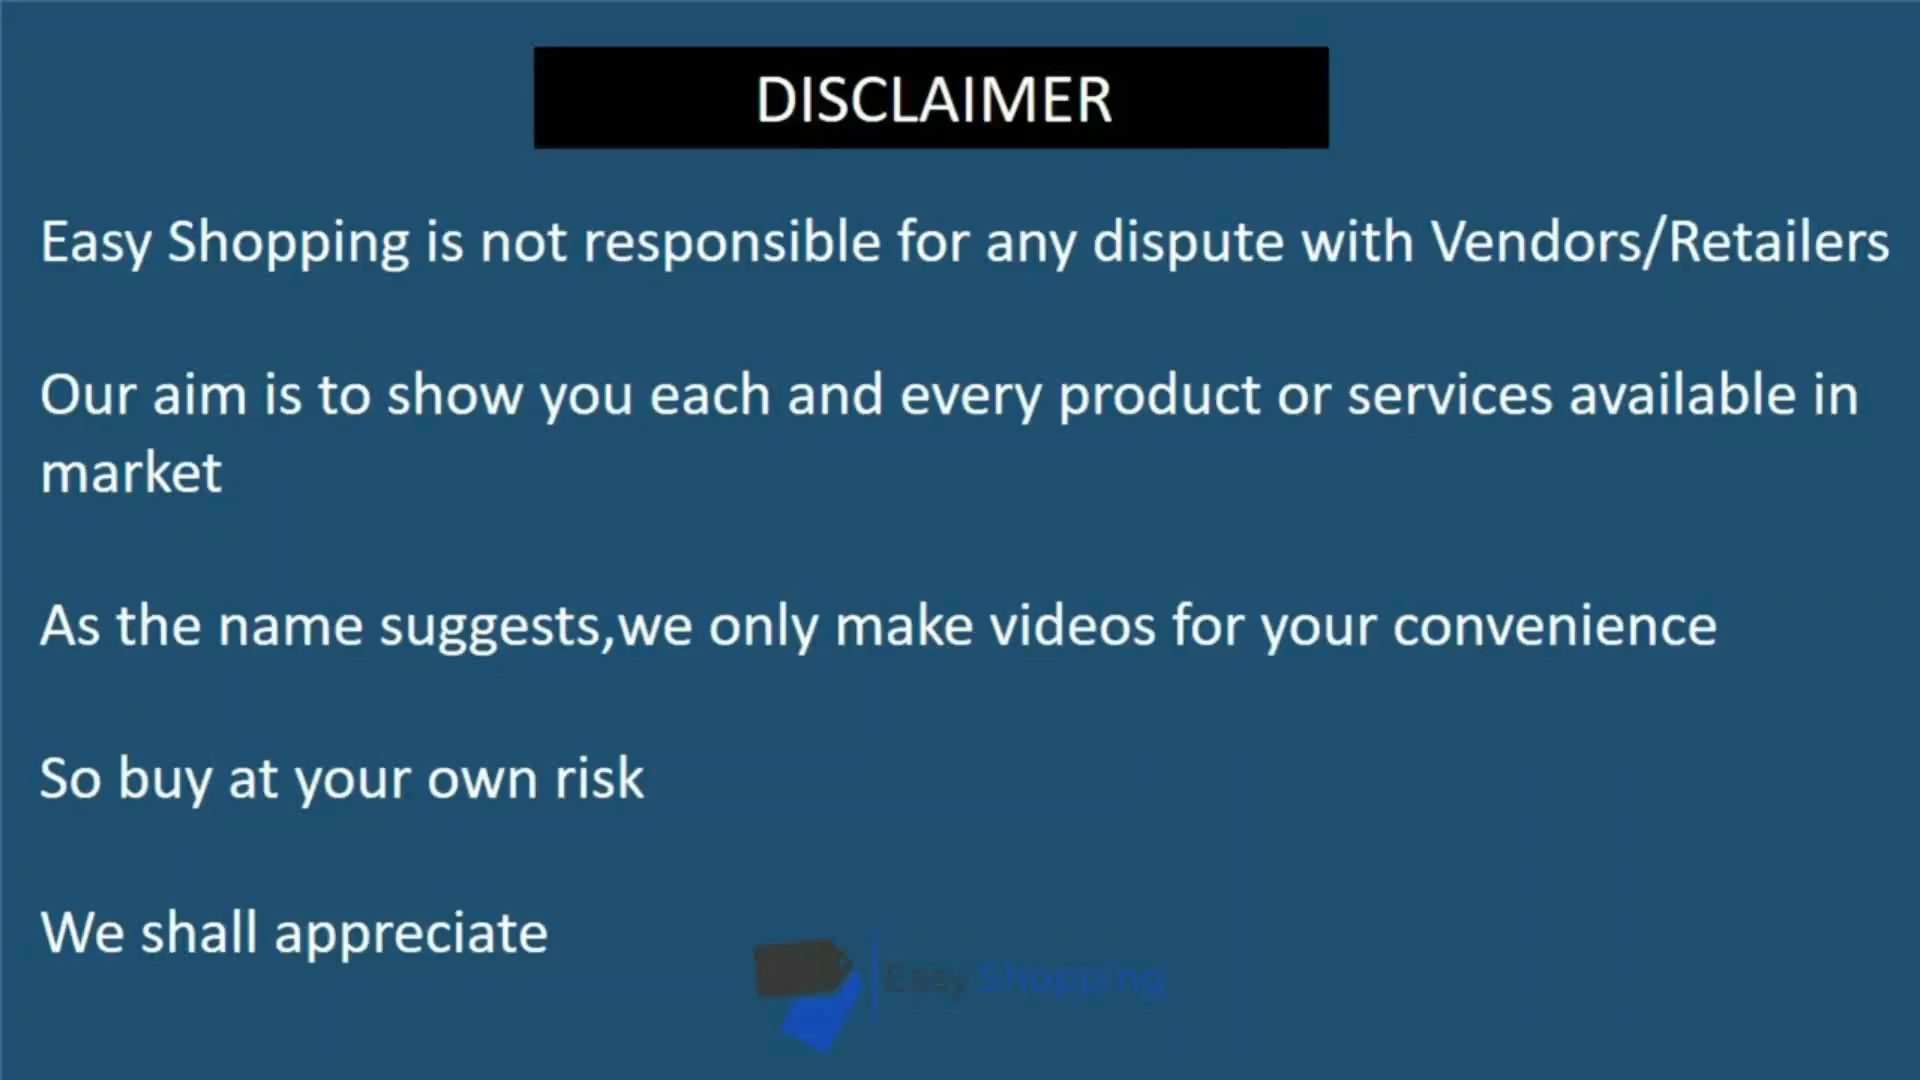 DISCLAIMER
Easy Shopping is not responsible for any dispute with Vendors/Retailers
Our aim is to show you each and every product or services available in
market
As the name suggests,we only make videos for your convenience
So buy at your own risk
We shall appreciate
Easy Shopping